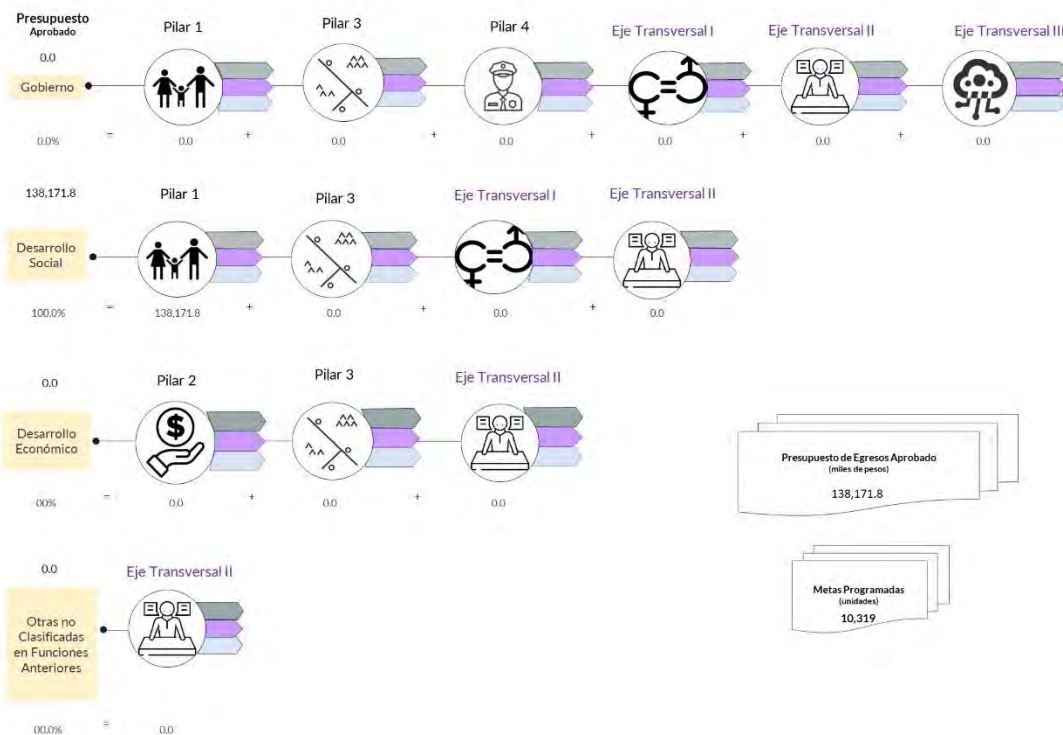 Presupuesto
Aprobado
Pilar 1
Pilar 3
Pilar 4
Eje Transversal I
Eje Transversal II
Eje Transversal III
0.0
Gobierno
0.0%
=
0.0
+
0.0
+
0.0
+
0.0
+
0.0
+
0.0
138,171.8
Pilar 1
Pilar 3
Eje Transversal I
Eje Transversal II
Desarrollo
Social
100.0%
=
138,171.8
+
0.0
+
0.0
+
0.0
0.0
Pilar 2
Pilar 3
Eje Transversal II
Desarrollo
Económico
00%
=
0.0
+
0.0
+
0.0
Presupuesto de Egresos Aprobado
(miles de pesos)
138,171.8
0.0
Eje Transversal II
Otras no
Clasificadas
en Funciones
Anteriores
00.0%
=
0.0
Metas Programadas
(unidades)
10,319